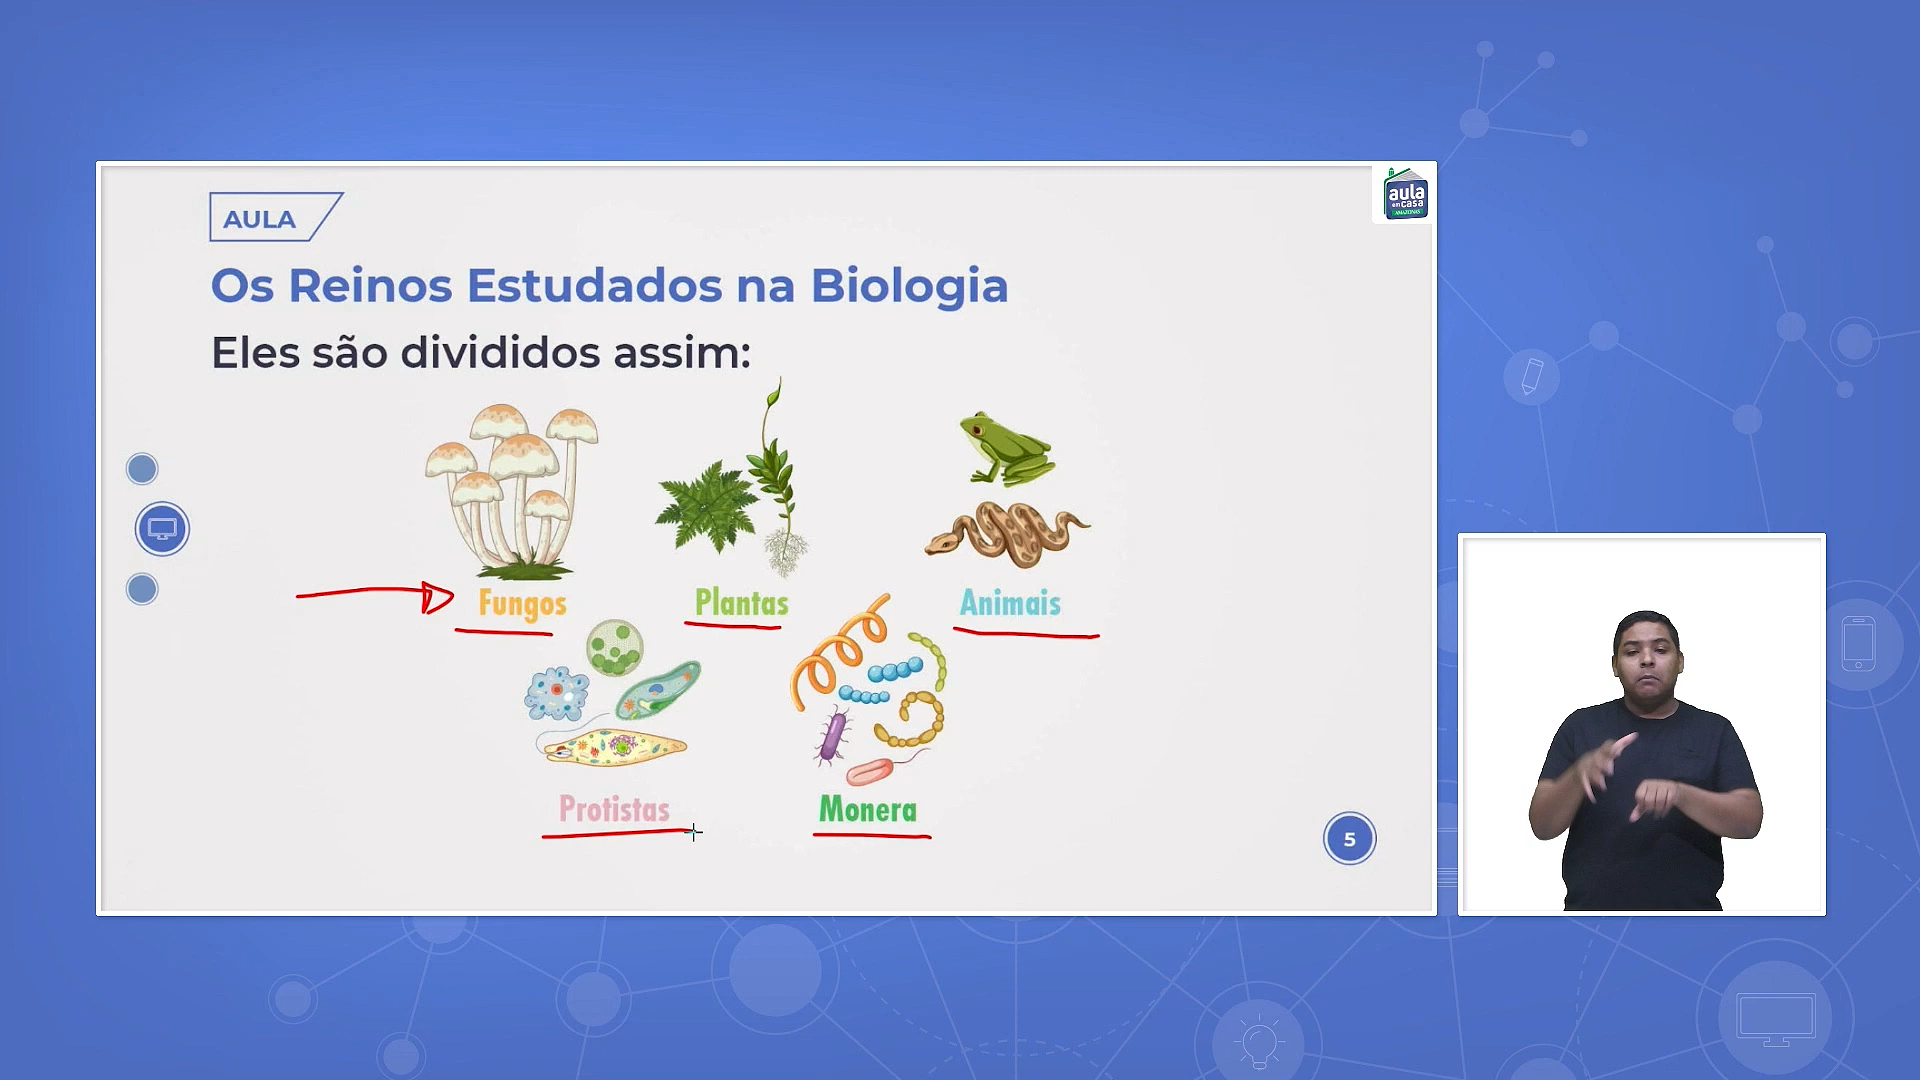 aula
em casa
AMAZONAS
AULA
Os Reinos Estudados na Biologia
Eles são divididos assim:
Fungos
Plantas
Animais
Protistas
Monera
5